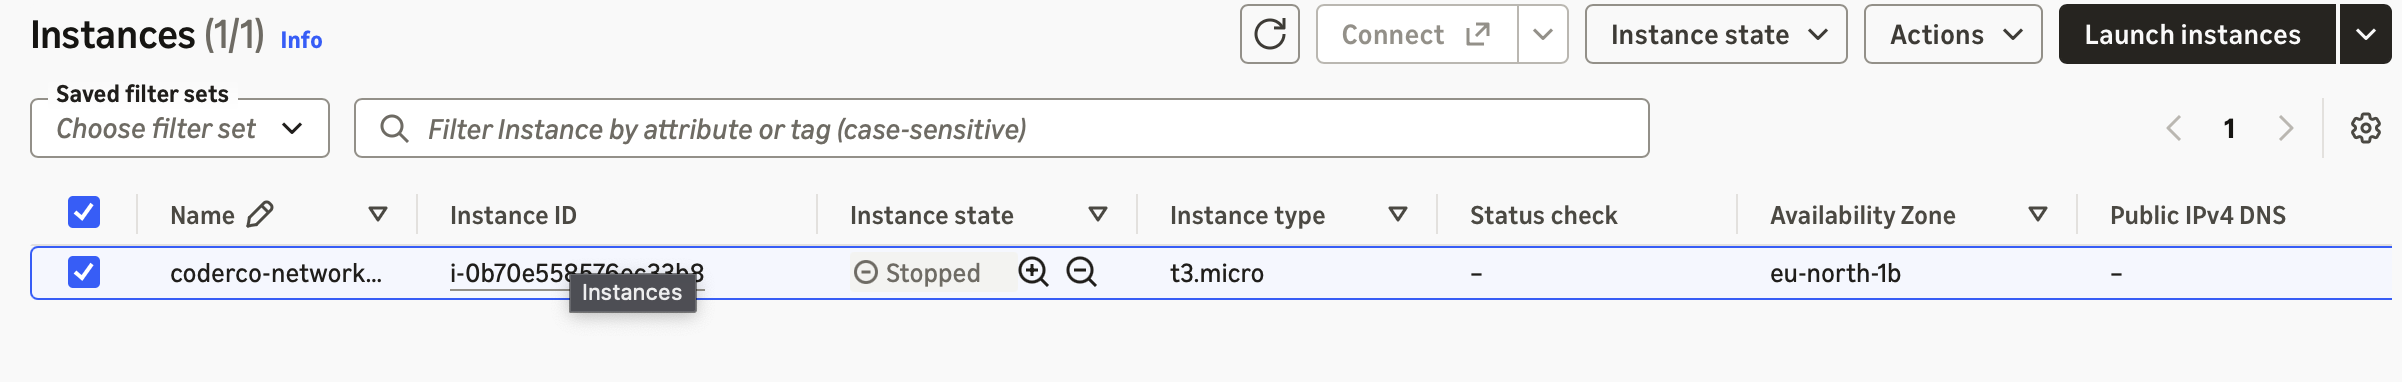 Instances (1/1) Info
Connect
Instance state
Actions
Launch instances
Saved filter sets
Choose filter set
Filter Instance by attribute or tag (case-sensitive)
1
Name Instance ID Instance state Instance type Status check Availability Zone Public IPv4 DNS
coderco-network... Stopped t3.micro – eu-north-1b –
Instances